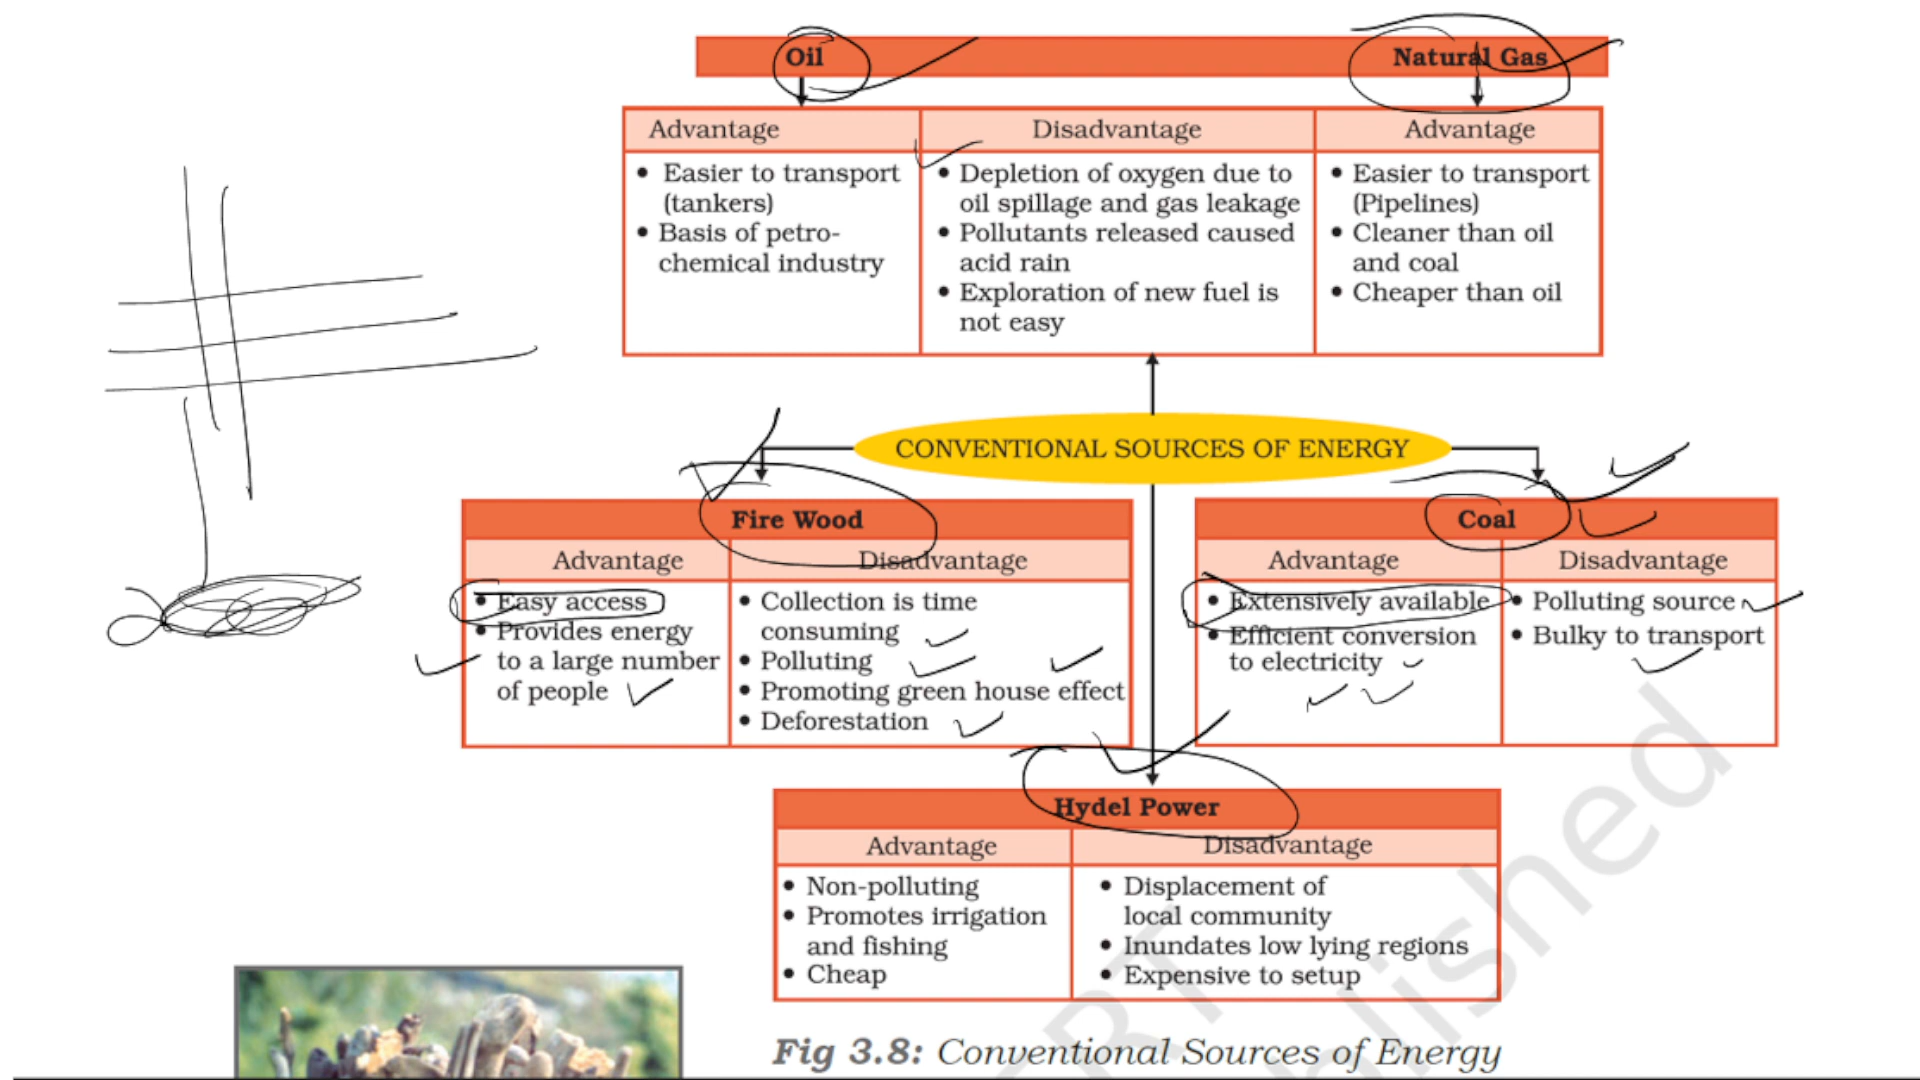 Oil
Natural Gas
Advantage
Disadvantage
Advantage
• Easier to transport
(tankers)
• Basis of petro-
chemical industry
• Depletion of oxygen due to
oil spillage and gas leakage
• Pollutants released caused
acid rain
• Exploration of new fuel is
not easy
• Easier to transport
(Pipelines)
• Cleaner than oil
and coal
• Cheaper than oil
CONVENTIONAL SOURCES OF ENERGY
Fire Wood
Advantage
Disadvantage
• Easy access
• Provides energy
to a large number
of people
• Collection is time
consuming
• Polluting
• Promoting green house effect
• Deforestation
Coal
Advantage
Disadvantage
• Extensively available
• Efficient conversion
to electricity
• Polluting source
• Bulky to transport
Hydel Power
Advantage
Disadvantage
• Non-polluting
• Promotes irrigation
and fishing
• Cheap
• Displacement of
local community
• Inundates low lying regions
• Expensive to setup
Fig 3.8: Conventional Sources of Energy